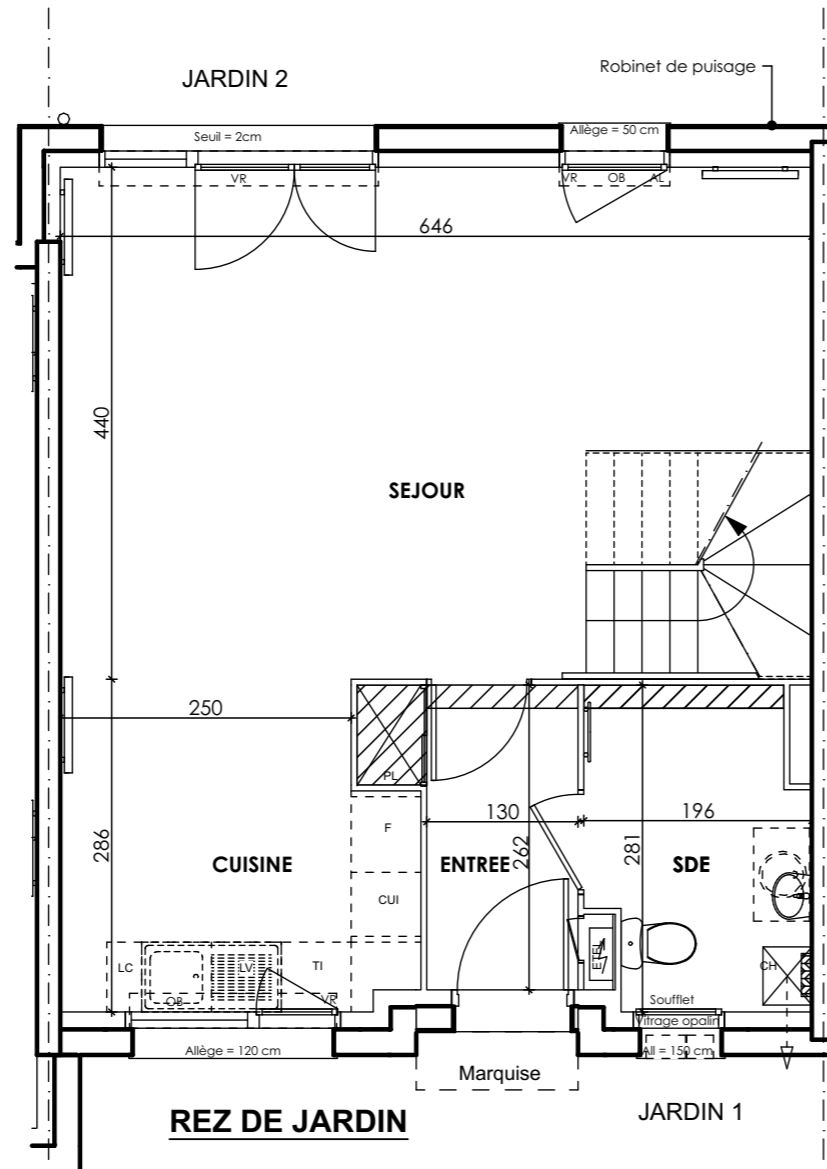 JARDIN 2
Robinet de puisage
Seuil = 2cm
Allège = 50 cm
VR
VR OB AL
646
440
SEJOUR
250
PL
286
F
130
196
CUISINE
ENTREE
262
281
SDE
CUI
LC
LV
TI
ETEL
CH
OB
VR
Soufflet
Vitrage opalin
Allège = 120 cm
All = 150 cm
Marquise
REZ DE JARDIN
JARDIN 1